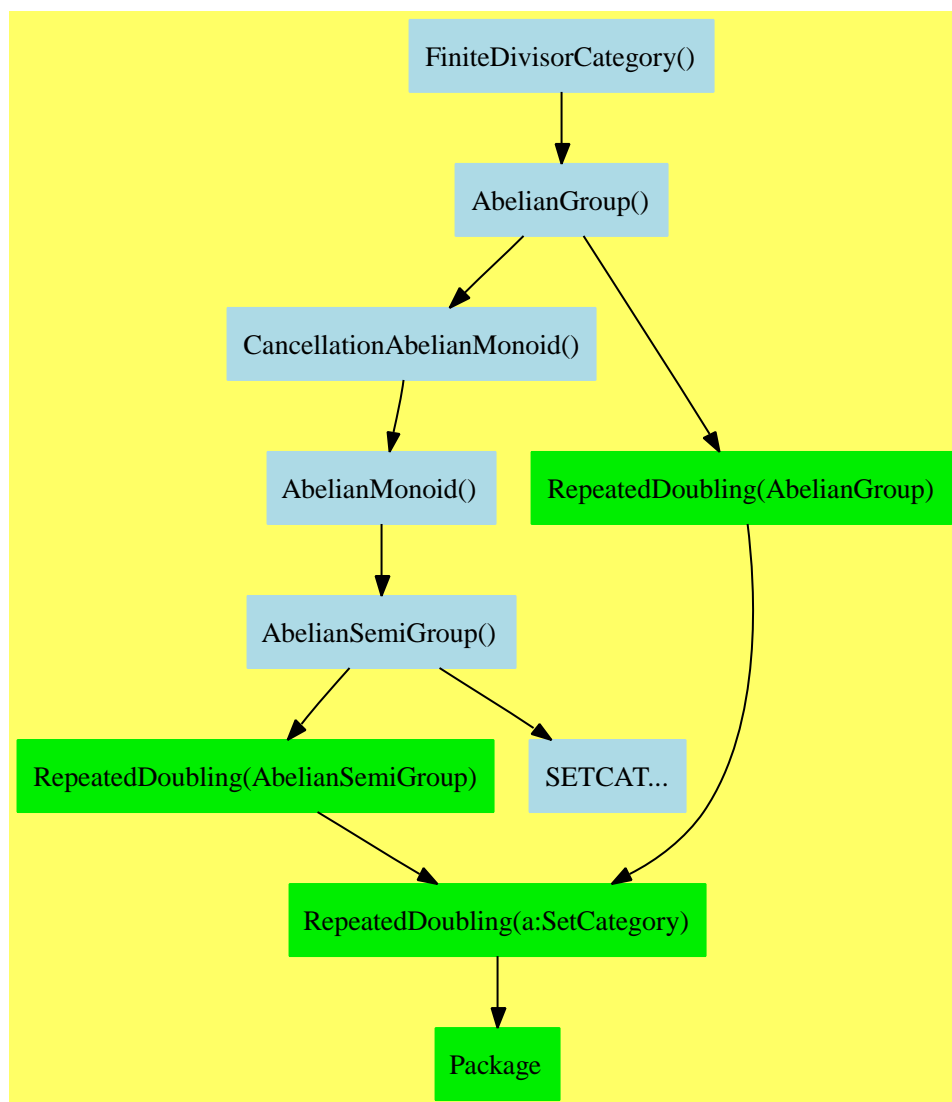 FiniteDivisorCategory()
AbelianGroup()
CancellationAbelianMonoid()
AbelianMonoid()
RepeatedDoubling(AbelianGroup)
AbelianSemiGroup()
RepeatedDoubling(AbelianSemiGroup)
SETCAT...
RepeatedDoubling(a:SetCategory)
Package